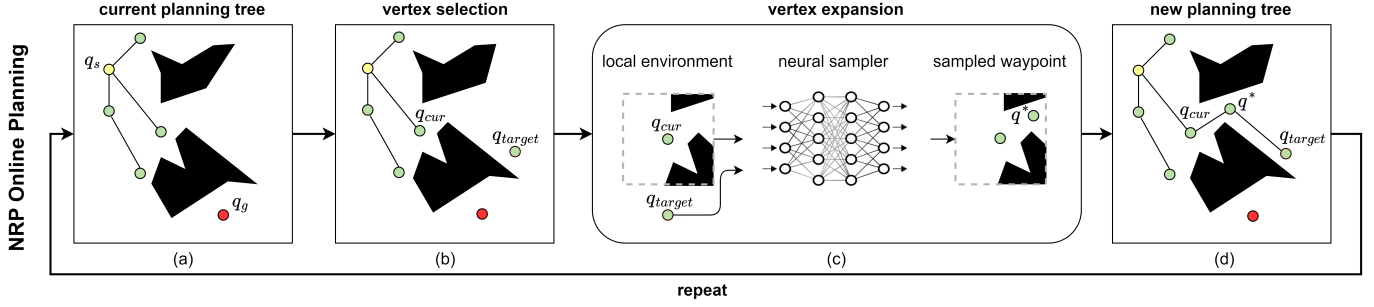 NRP Online Planning
current planning tree
q_s
q_g
(a)
vertex selection
q_cur
q_target
(b)
vertex expansion
local environment
neural sampler
sampled waypoint
q_cur
q_target
q*
(c)
new planning tree
q_cur
q*
q_target
(d)
repeat